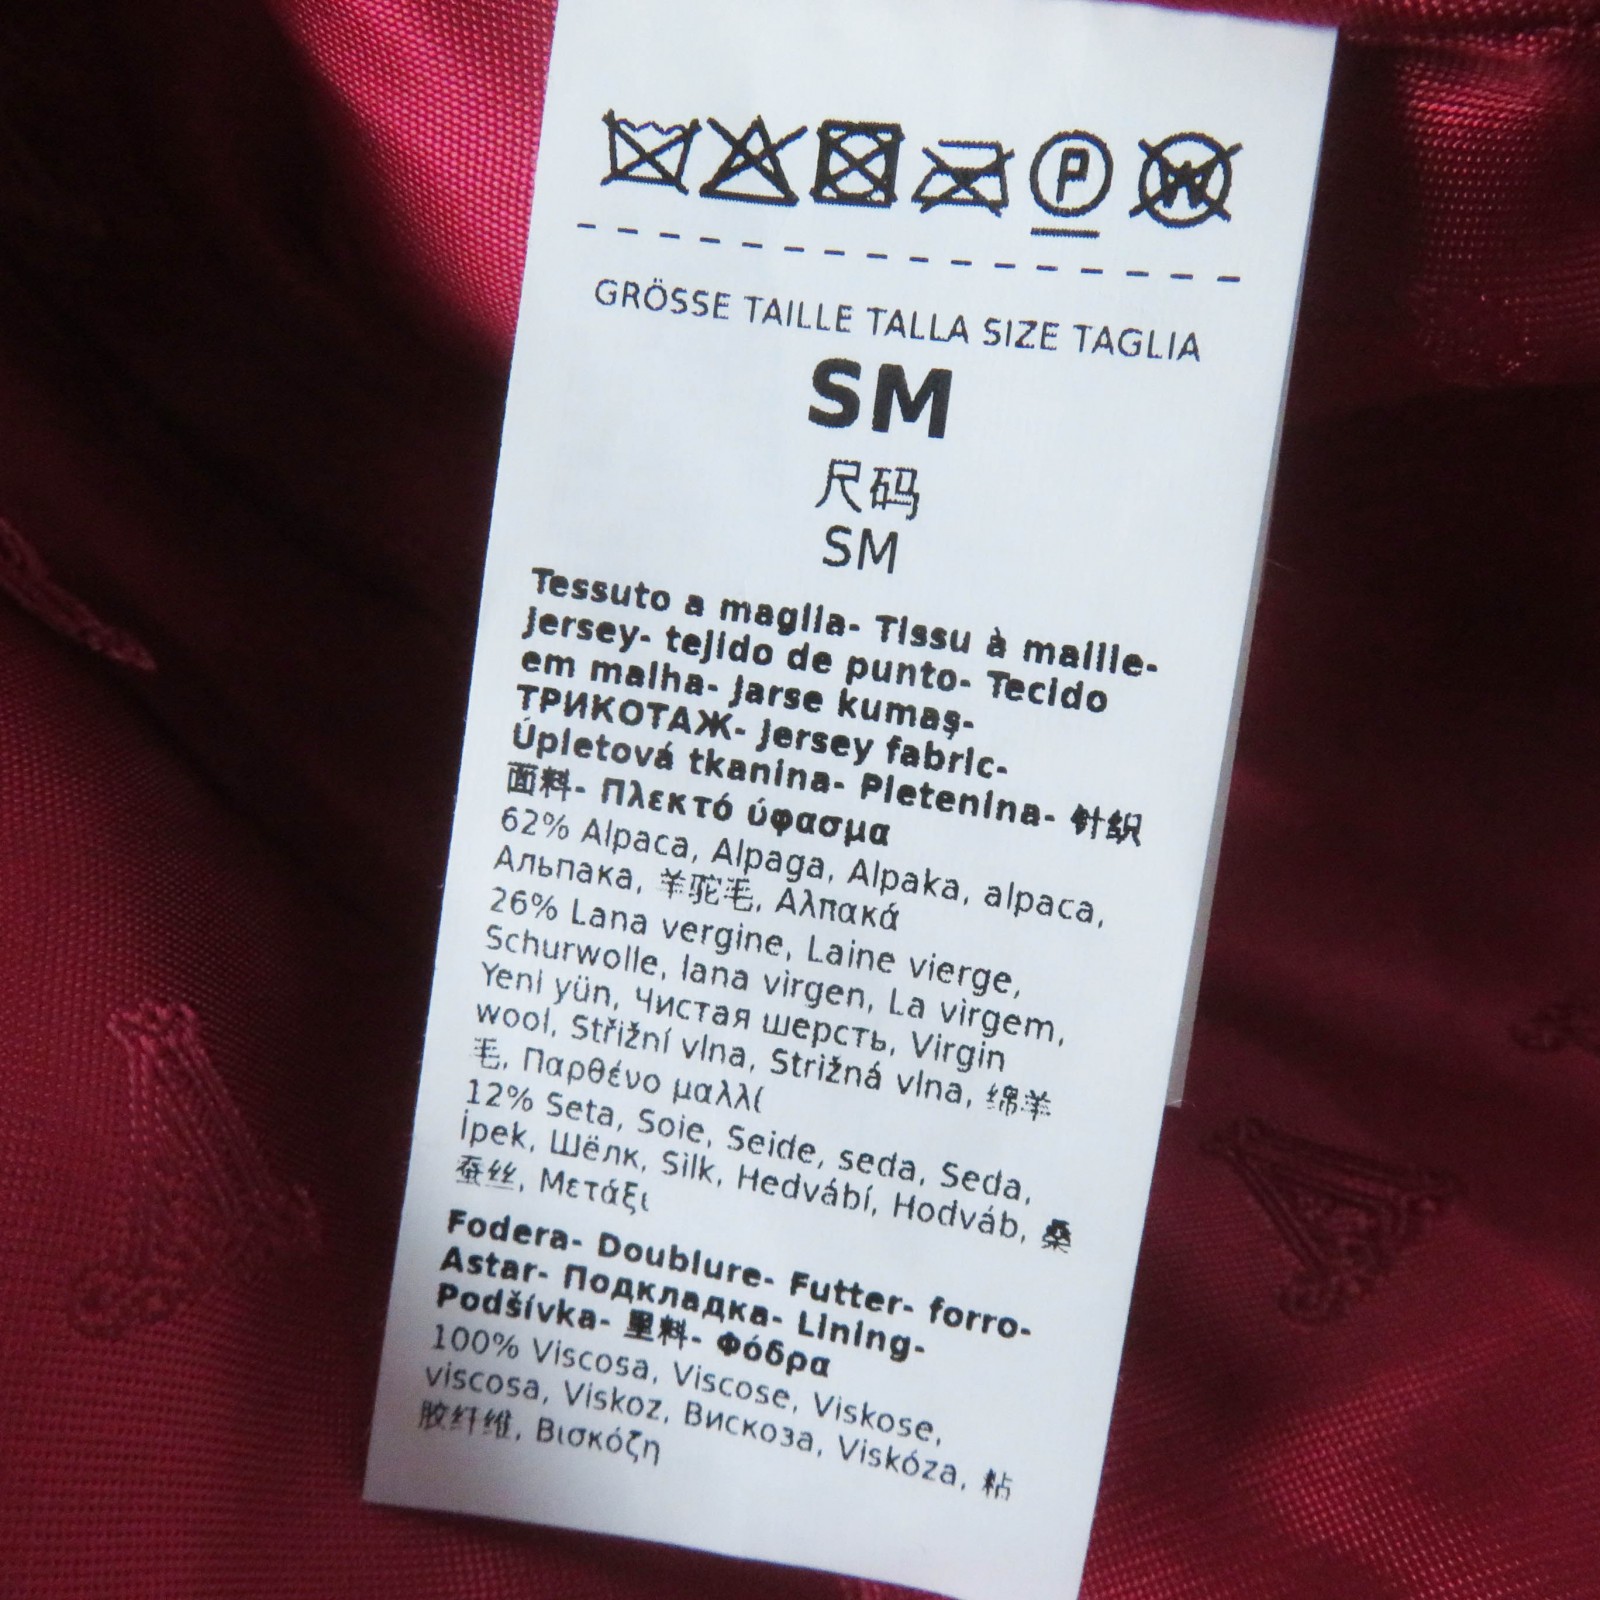 GRÖSSE TAILLE TALLA SIZE TAGLIA
SM
尺码
SM
Tessuto a maglia- Tissu à maille-
Jersey- tejido de punto- Tecido
em malha- Jarse kumaş-
ТРИКОТАЖ- Jersey fabric-
Úpletová tkanina- Pletenina- 针织
面料- Πλεκτό ύφασμα
62% Alpaca, Alpaga, Alpaka, alpaca,
Альпака, 羊驼毛, Αλπακά
26% Lana vergine, Laine vierge,
Schurwolle, lana virgen, La virgem,
Yeni yün, Чистая шерсть, Virgin
wool, Střižní vlna, Strižná vlna, 绵羊
毛, Παρθένο μαλλί
12% Seta, Soie, Seide, seda, Seda,
İpek, Шёлк, Silk, Hedvábí, Hodváb, 桑
蚕丝, Μετάξι
Fodera- Doublure- Futter- forro-
Astar- Подкладка- Lining-
Podšívka- 里料- Φόδρα
100% Viscosa, Viscose, Viskose,
viscosa, Viskoz, Вискоза, Viskóza, 粘
胶纤维, Βισκόζη